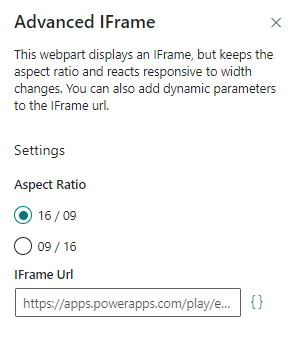 Advanced IFrame
This webpart displays an IFrame, but keeps the
aspect ratio and reacts responsive to width
changes. You can also add dynamic parameters
to the IFrame url.
Settings
Aspect Ratio
16 / 09
09 / 16
IFrame Url
https://apps.powerapps.com/play/e... {}